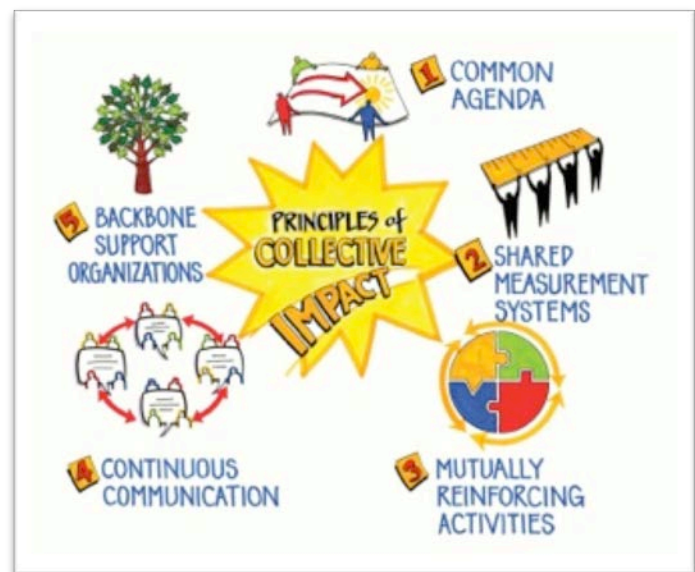 PRINCIPLES of
COLLECTIVE
IMPACT
1 COMMON
AGENDA
2 SHARED
MEASUREMENT
SYSTEMS
3 MUTUALLY
REINFORCING
ACTIVITIES
4 CONTINUOUS
COMMUNICATION
5 BACKBONE
SUPPORT
ORGANIZATIONS